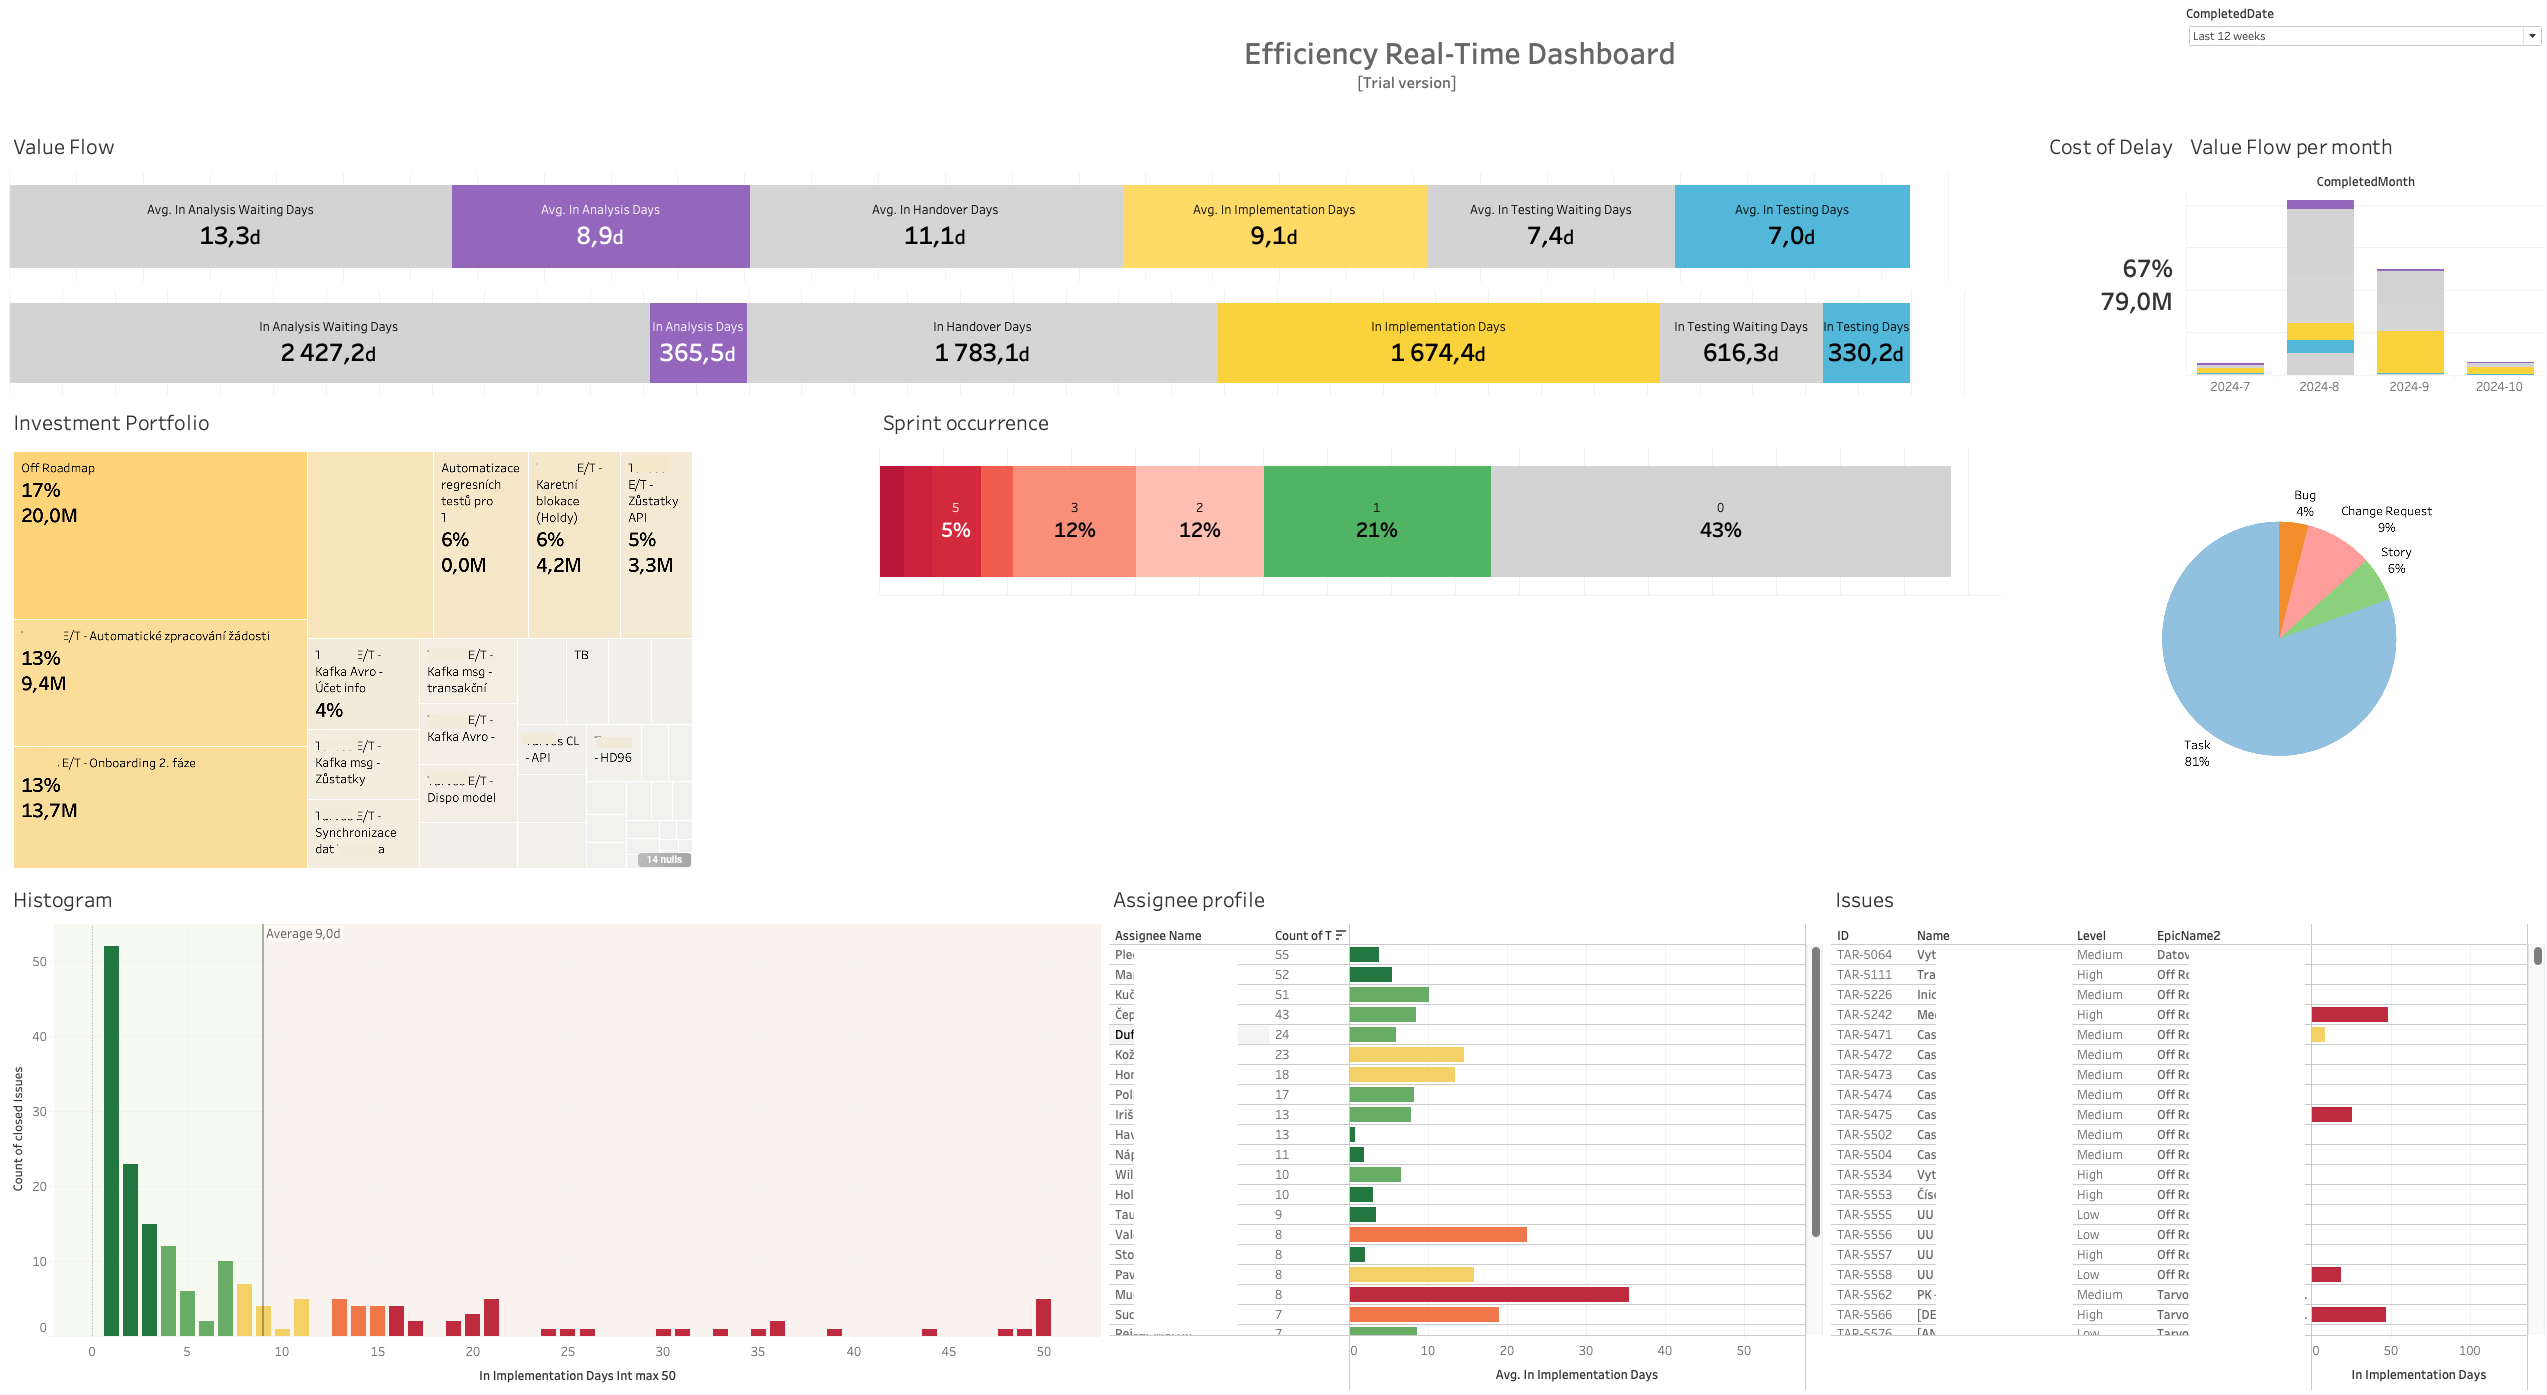 CompletedDate
Last 12 weeks
Efficiency Real-Time Dashboard
[Trial version]
Value Flow
Avg. In Analysis Waiting Days
13,3d
Avg. In Analysis Days
8,9d
Avg. In Handover Days
11,1d
Avg. In Implementation Days
9,1d
Avg. In Testing Waiting Days
7,4d
Avg. In Testing Days
7,0d
In Analysis Waiting Days
2 427,2d
In Analysis Days
365,5d
In Handover Days
1 783,1d
In Implementation Days
1 674,4d
In Testing Waiting Days
616,3d
In Testing Days
330,2d
Cost of Delay
67%
79,0M
Value Flow per month
CompletedMonth
2024-7 2024-8 2024-9 2024-10
Investment Portfolio
Off Roadmap
17%
20,0M
E/T - Automatické zpracování žádosti
13%
9,4M
E/T - Onboarding 2. fáze
13%
13,7M
Automatizace
regresních
testů pro
6%
0,0M
E/T -
Karetní
blokace
(Holdy)
6%
4,2M
E/T -
Zůstatky
API
5%
3,3M
E/T -
Kafka Avro -
Účet info
4%
E/T -
Kafka msg -
Zůstatky
E/T -
Synchronizace
dat
E/T -
Kafka msg -
transakční
E/T -
Kafka Avro -
E/T -
Dispo model
TB
CL
- API
- HD96
14 nulls
Sprint occurrence
5
5%
3
12%
2
12%
1
21%
0
43%
Bug
4%
Change Request
9%
Story
6%
Task
81%
Histogram
Average 9,0d
Count of closed Issues
50
40
30
20
10
0
0 5 10 15 20 25 30 35 40 45 50
In Implementation Days Int max 50
Assignee profile
Assignee Name Count of T
Ple 55
Ma 52
Kuč 51
Čep 43
Duf 24
Kož 23
Hor 18
Pol 17
Iriš 13
Hav 13
Náp 11
Wil 10
Hol 10
Tau 9
Val 8
Sto 8
Pav 8
Mu 8
Suc 7
7
0 10 20 30 40 50
Avg. In Implementation Days
Issues
ID Name Level EpicName2
TAR-5064 Vyt Medium Datov
TAR-5111 Tra High Off Ro
TAR-5226 Inic Medium Off Ro
TAR-5242 Me High Off Ro
TAR-5471 Cas Medium Off Ro
TAR-5472 Cas Medium Off Ro
TAR-5473 Cas Medium Off Ro
TAR-5474 Cas Medium Off Ro
TAR-5475 Cas Medium Off Ro
TAR-5502 Cas Medium Off Ro
TAR-5504 Cas Medium Off Ro
TAR-5534 Vyt High Off Ro
TAR-5553 Čís High Off Ro
TAR-5555 UU Low Off Ro
TAR-5556 UU Low Off Ro
TAR-5557 UU High Off Ro
TAR-5558 UU Low Off Ro
TAR-5562 PK - Medium Tarvo
TAR-5566 [DE High Tarvo
TAR-5576 [AN Low Tarvo
0 50 100
In Implementation Days